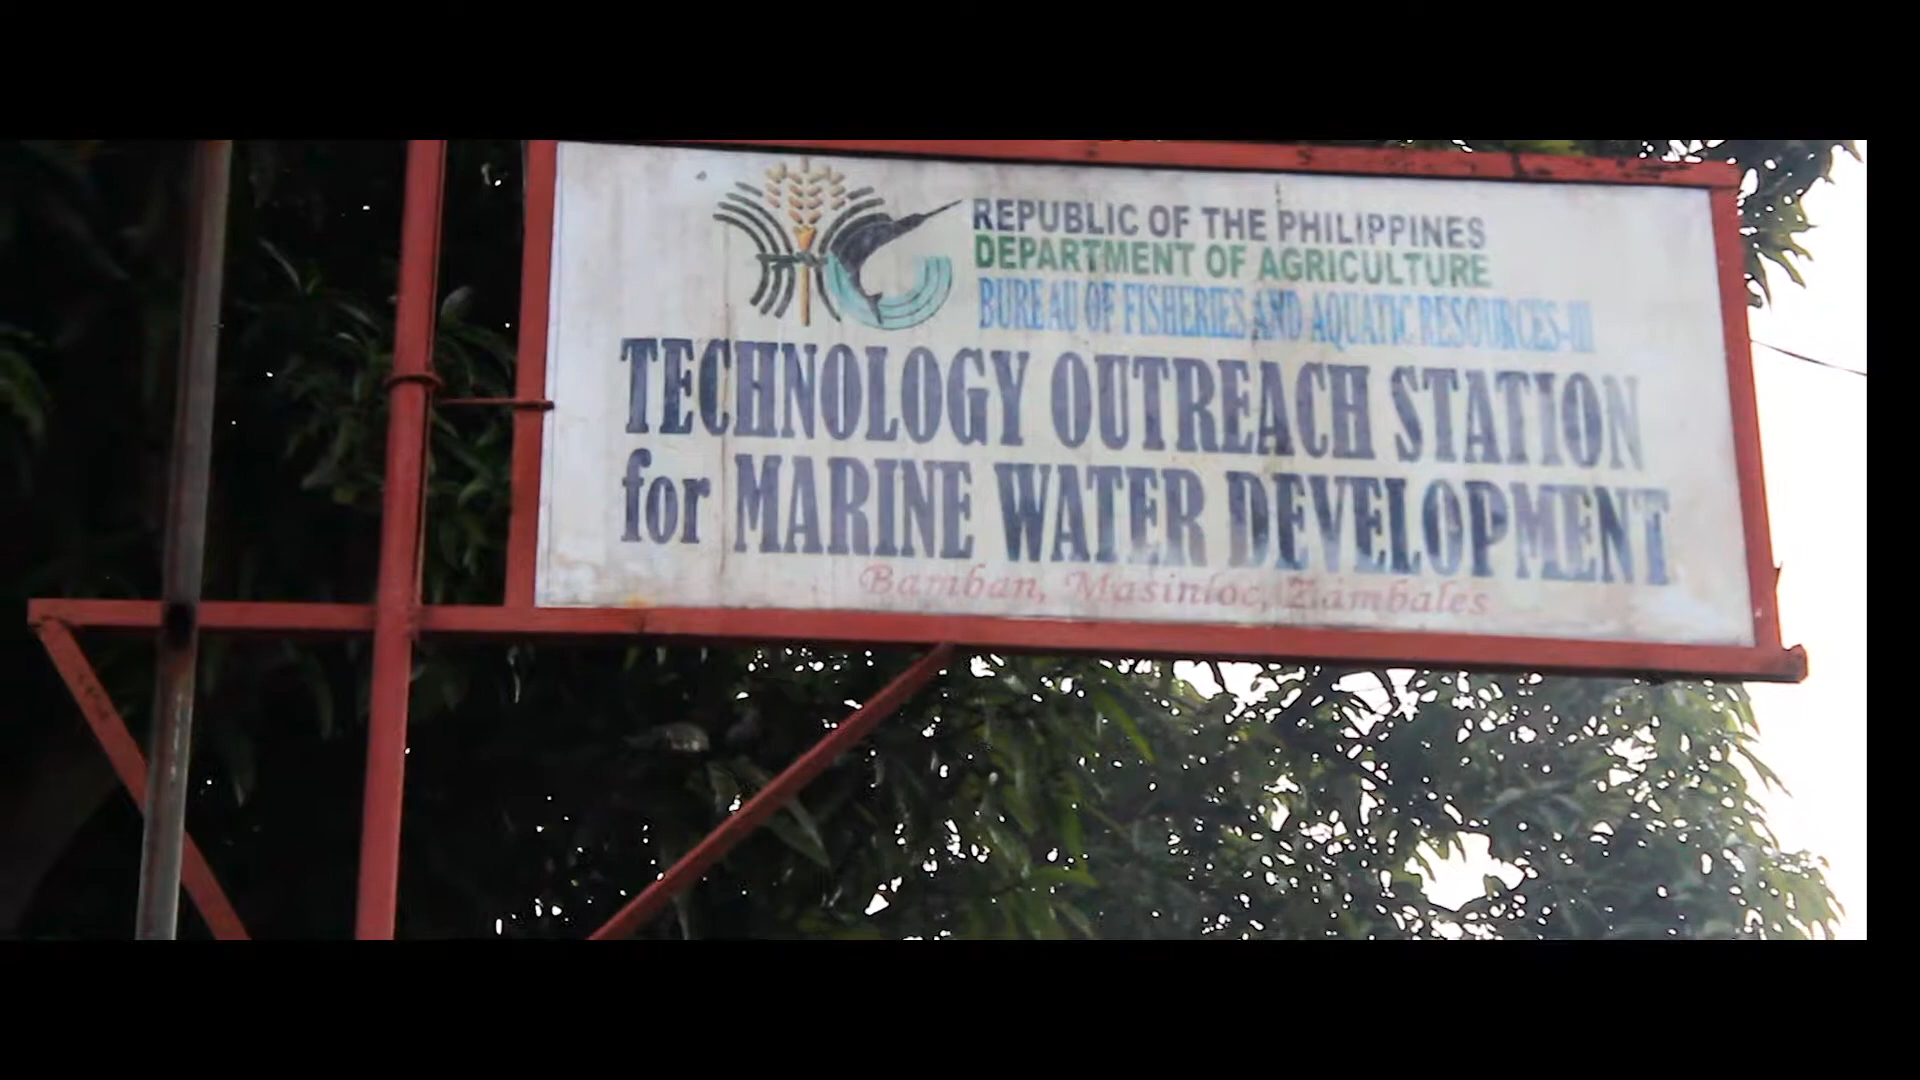 REPUBLIC OF THE PHILIPPINES
DEPARTMENT OF AGRICULTURE
BUREAU OF FISHERIES AND AQUATIC RESOURCES-III
TECHNOLOGY OUTREACH STATION
for MARINE WATER DEVELOPMENT
Bamban, Masinloc, Zambales